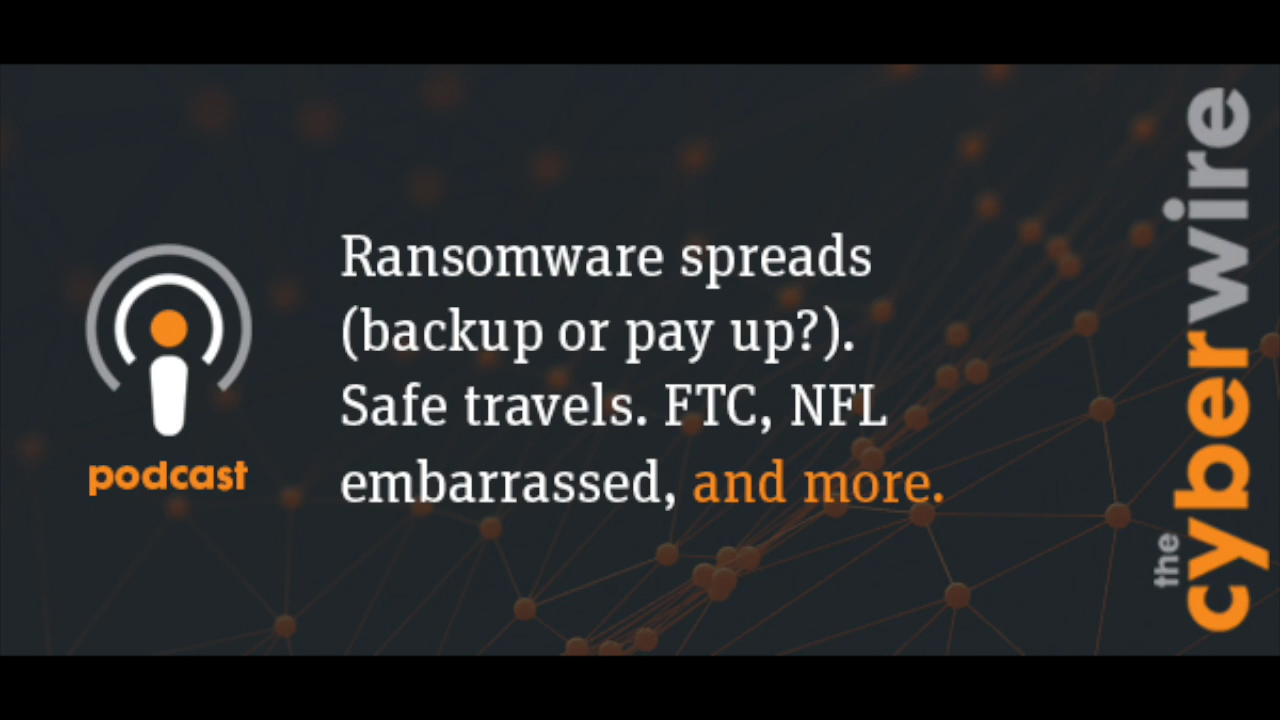 Ransomware spreads
(backup or pay up?).
Safe travels. FTC, NFL
embarrassed, and more.
podcast
the cyberwire